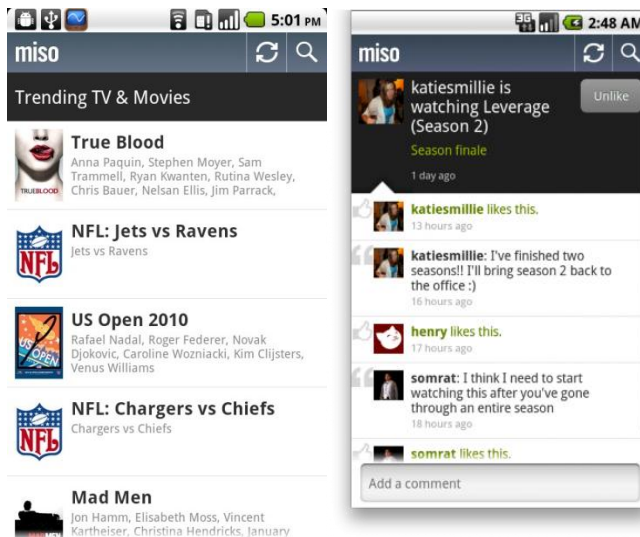 5:01 PM
miso
Trending TV & Movies
TRUEBLOOD
True Blood
Anna Paquin, Stephen Moyer, Sam
Trammell, Ryan Kwanten, Rutina Wesley,
Chris Bauer, Nelsan Ellis, Jim Parrack,
NFL
NFL: Jets vs Ravens
Jets vs Ravens
US OPEN
US Open 2010
Rafael Nadal, Roger Federer, Novak
Djokovic, Caroline Wozniacki, Kim Clijsters,
Venus Williams
NFL
NFL: Chargers vs Chiefs
Chargers vs Chiefs
MAD MEN
Mad Men
Jon Hamm, Elisabeth Moss, Vincent
Kartheiser, Christina Hendricks, January
3G
2:48 AM
miso
katiesmillie is
watching Leverage
(Season 2)
Unlike
Season finale
1 day ago
katiesmillie likes this.
13 hours ago
katiesmillie: I've finished two
seasons!! I'll bring season 2 back to
the office :)
16 hours ago
henry likes this.
17 hours ago
somrat: I think I need to start
watching this after you've gone
through an entire season
18 hours ago
somrat likes this.
Add a comment